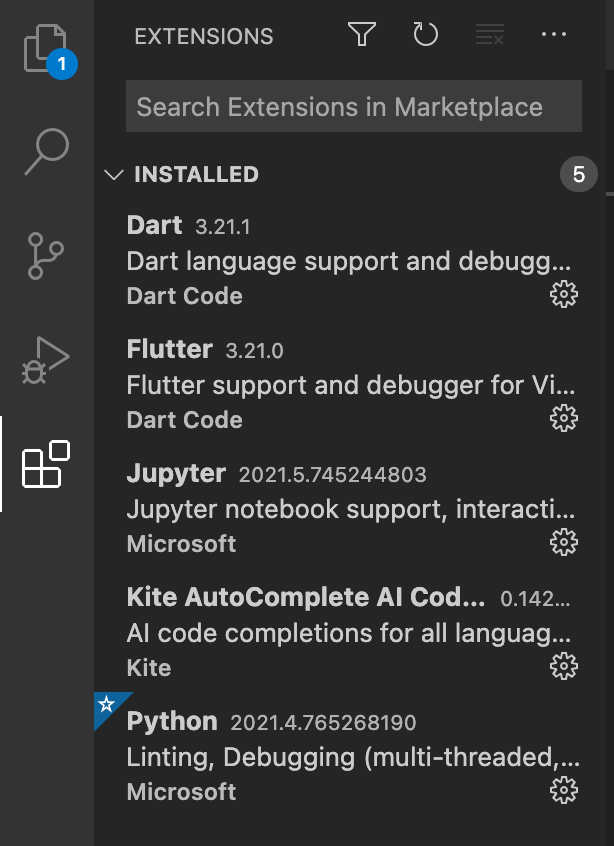 EXTENSIONS
1
Search Extensions in Marketplace
INSTALLED 5
Dart 3.21.1
Dart language support and debugg...
Dart Code
Flutter 3.21.0
Flutter support and debugger for Vi...
Dart Code
Jupyter 2021.5.745244803
Jupyter notebook support, interacti...
Microsoft
Kite AutoComplete AI Cod... 0.142...
AI code completions for all languag...
Kite
Python 2021.4.765268190
Linting, Debugging (multi-threaded,...
Microsoft